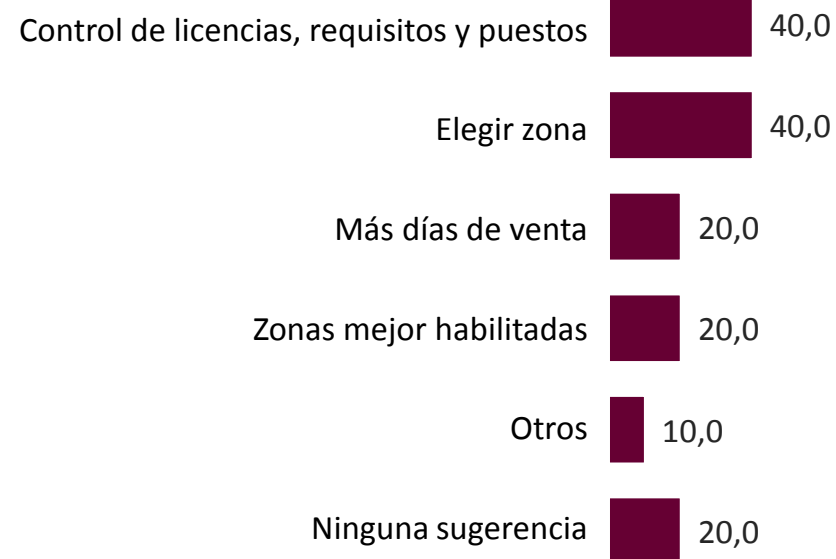 Control de licencias, requisitos y puestos 40,0
Elegir zona 40,0
Más días de venta 20,0
Zonas mejor habilitadas 20,0
Otros 10,0
Ninguna sugerencia 20,0